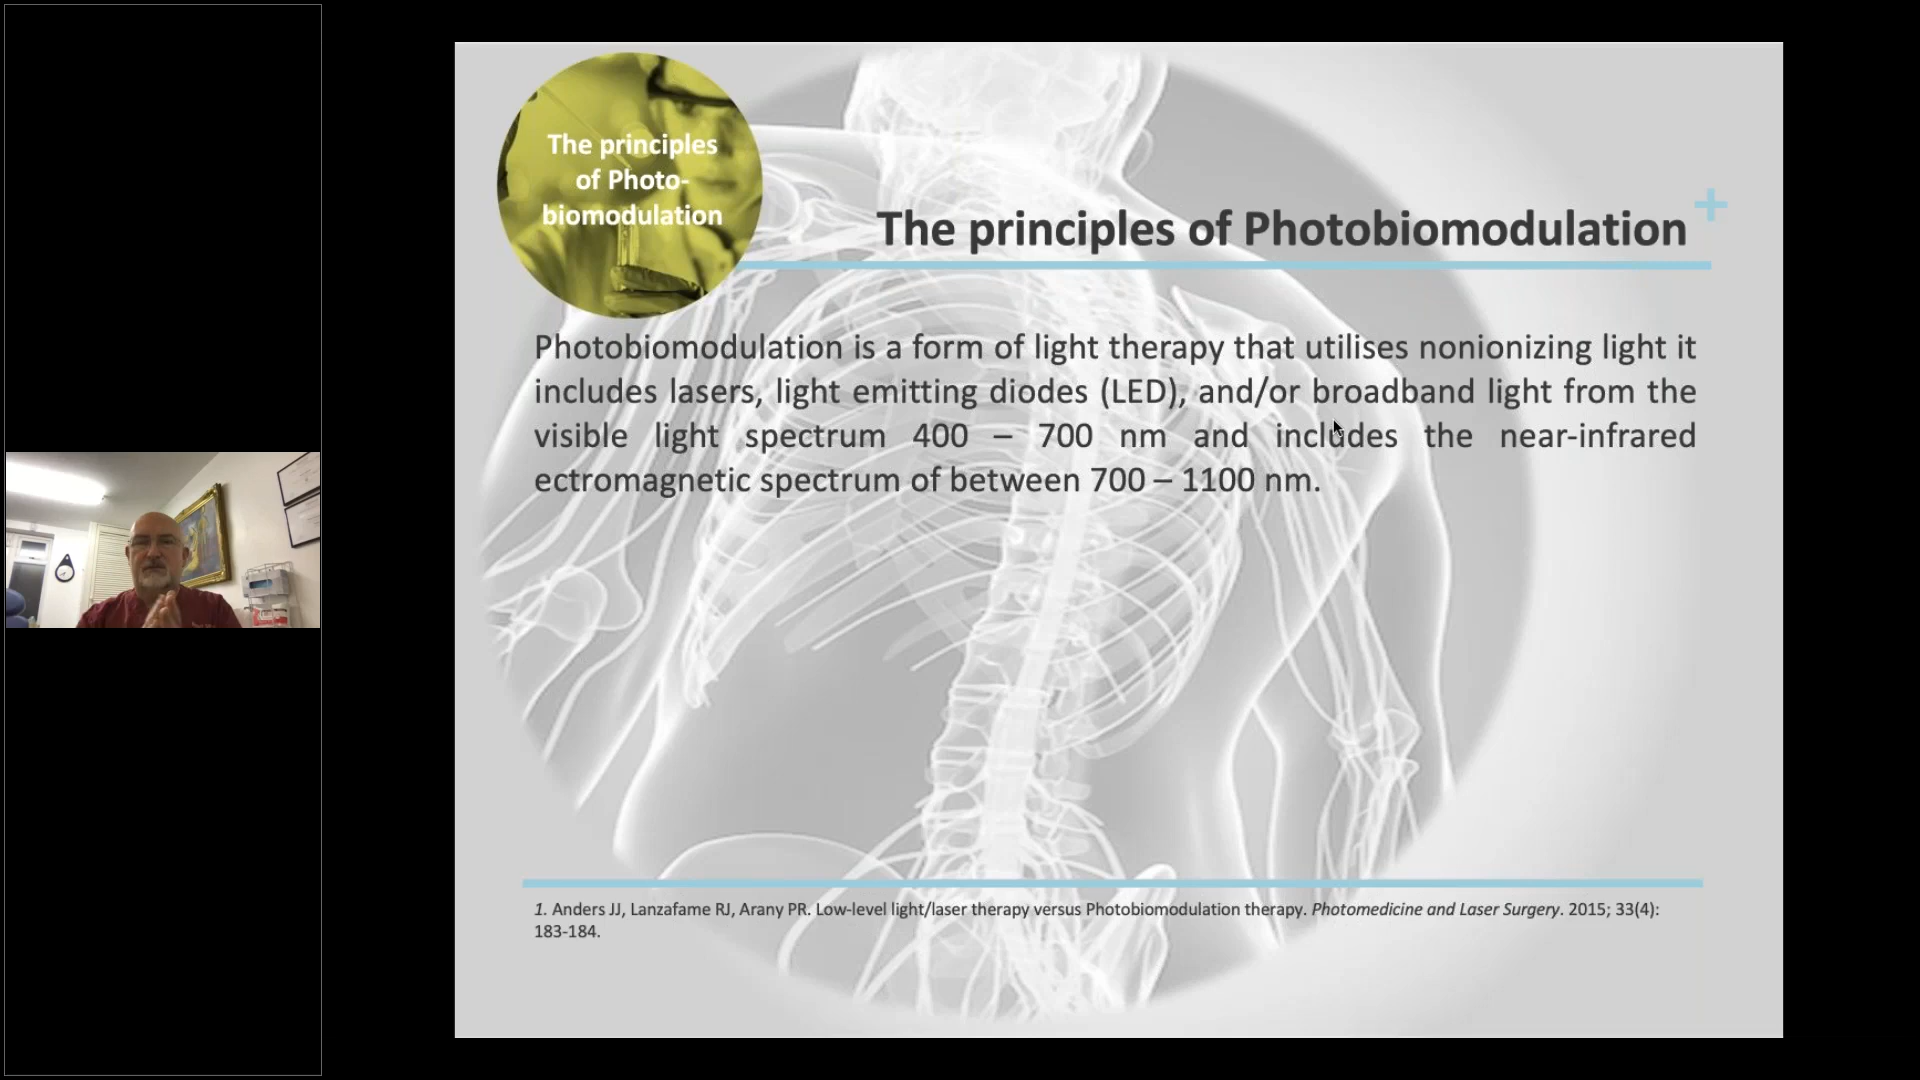 The principles
of Photo-
biomodulation
The principles of Photobiomodulation
Photobiomodulation is a form of light therapy that utilises nonionizing light it
includes lasers, light emitting diodes (LED), and/or broadband light from the
visible light spectrum 400 – 700 nm and includes the near-infrared
ectromagnetic spectrum of between 700 – 1100 nm.
1. Anders JJ, Lanzafame RJ, Arany PR. Low-level light/laser therapy versus Photobiomodulation therapy. Photomedicine and Laser Surgery. 2015; 33(4):
183-184.